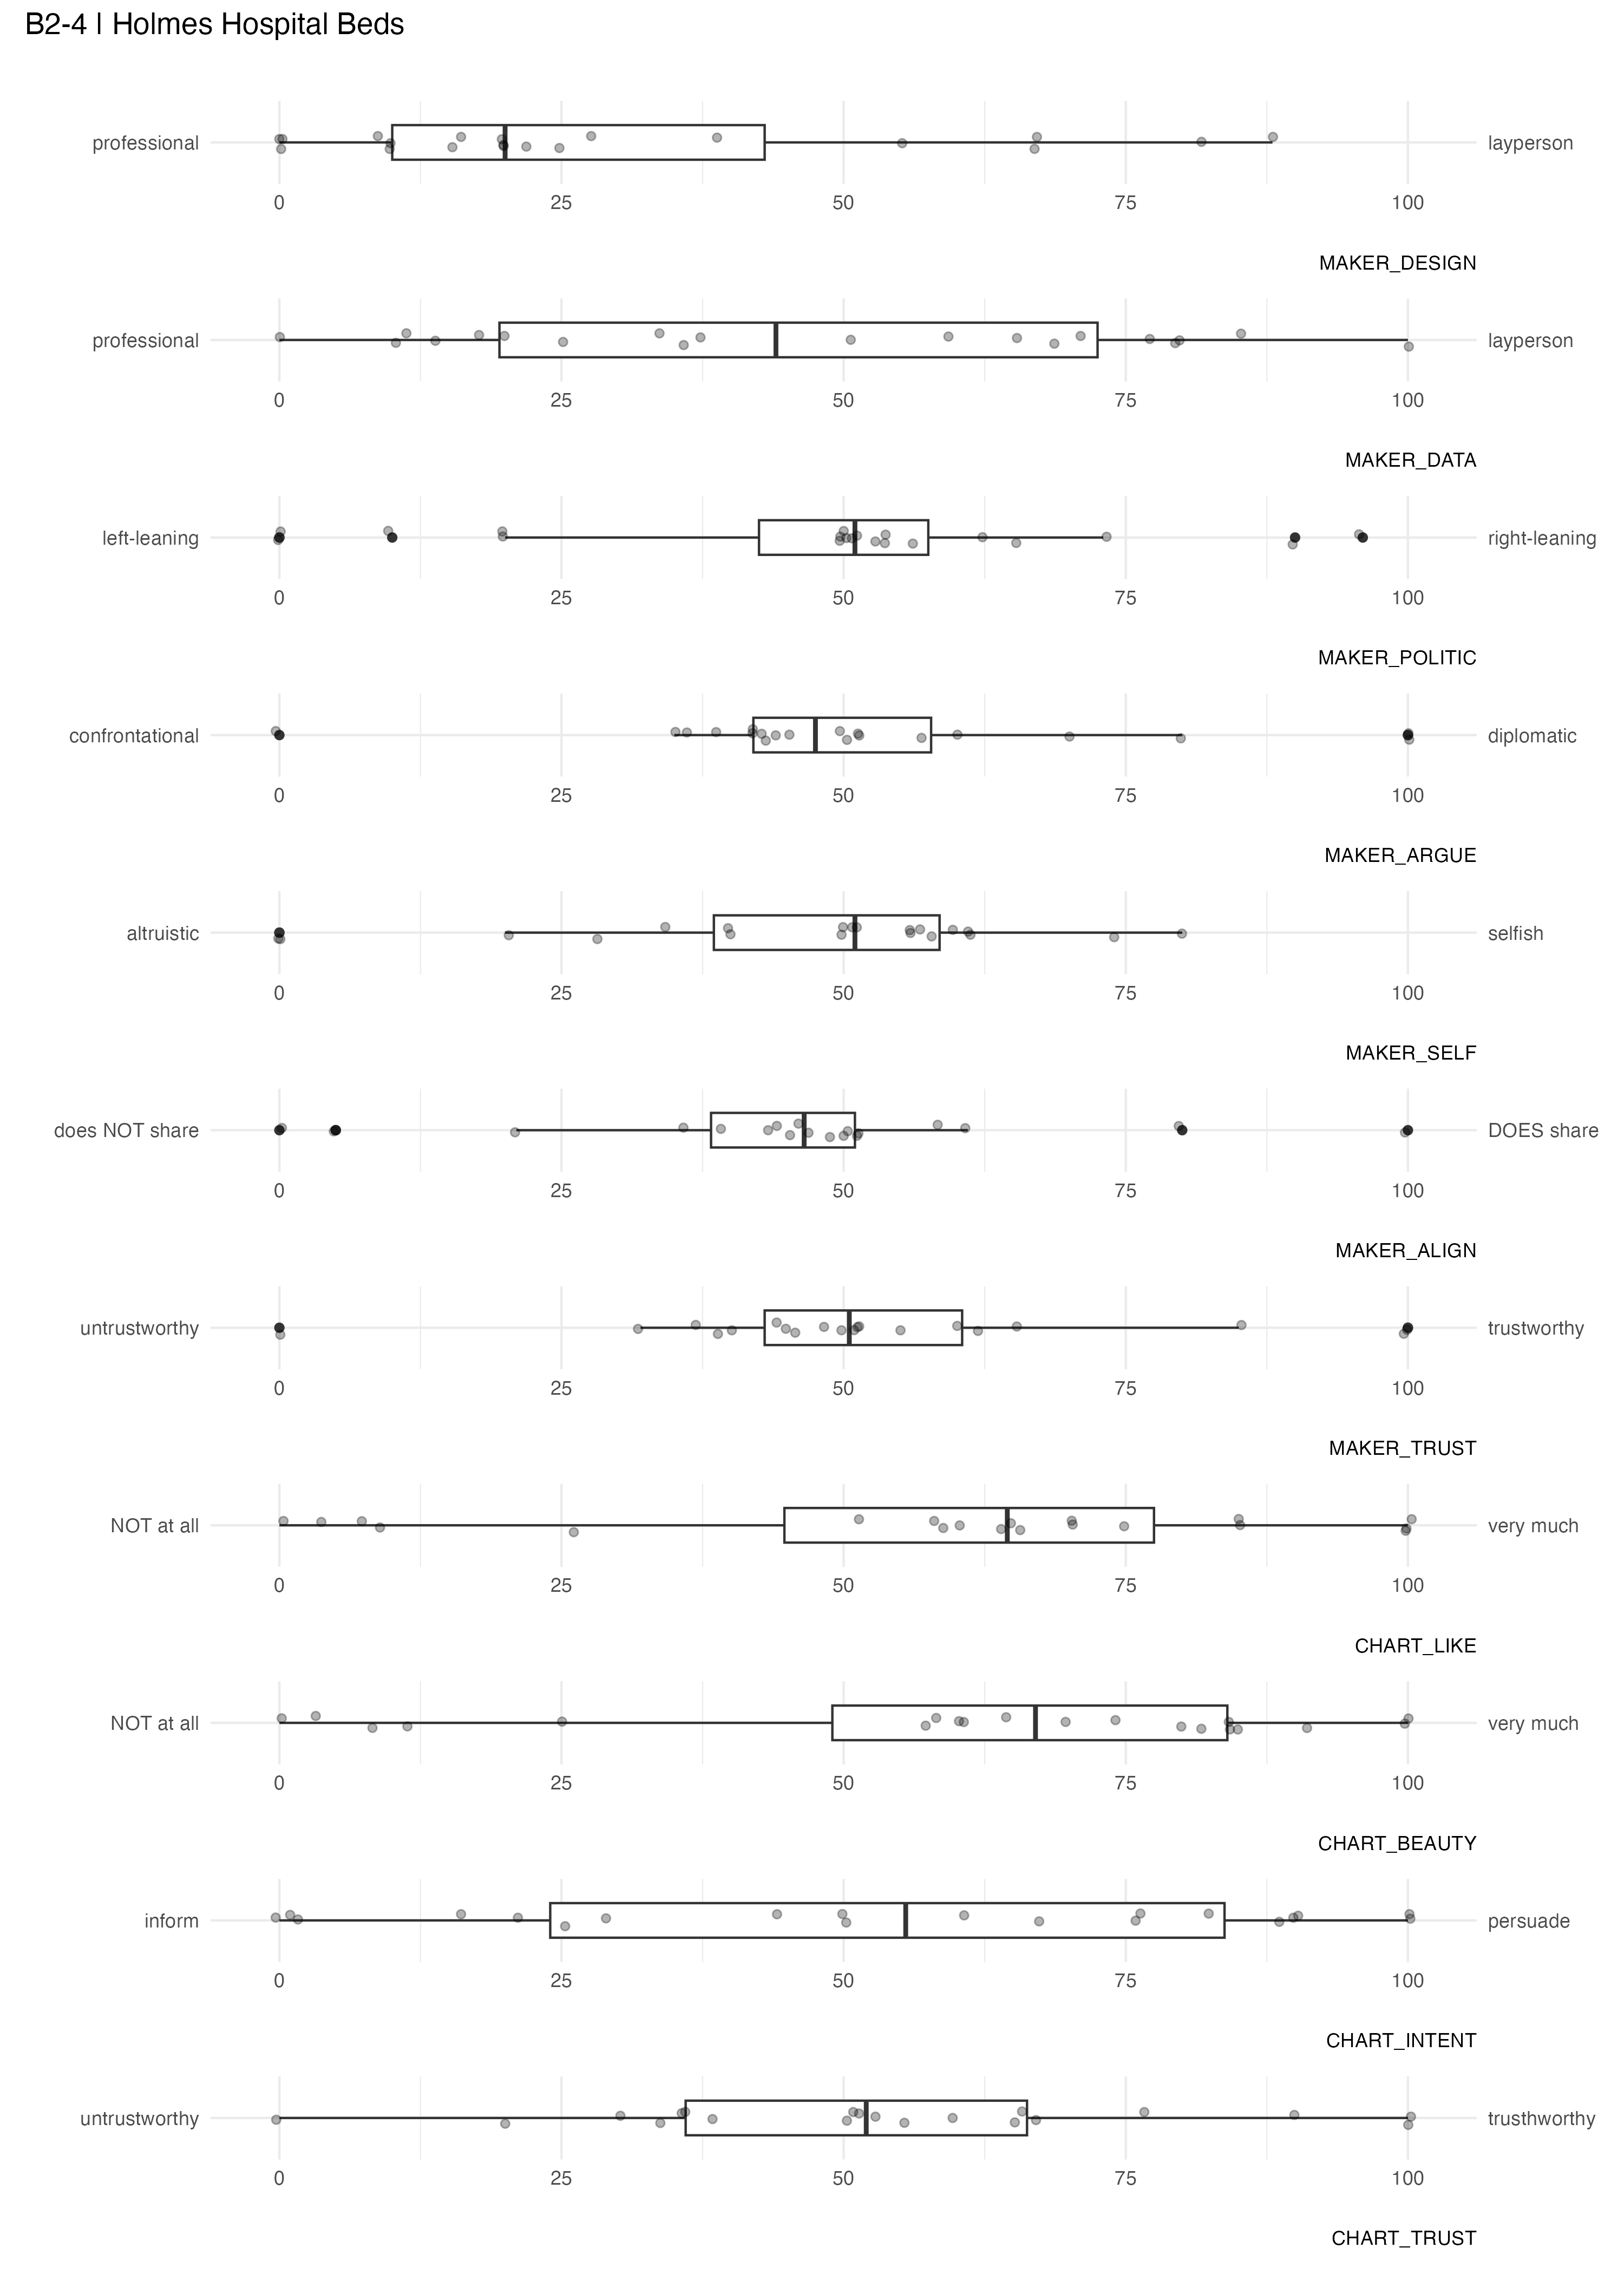 B2-4 | Holmes Hospital Beds
professional layperson
0 25 50 75 100
MAKER_DESIGN
professional layperson
0 25 50 75 100
MAKER_DATA
left-leaning right-leaning
0 25 50 75 100
MAKER_POLITIC
confrontational diplomatic
0 25 50 75 100
MAKER_ARGUE
altruistic selfish
0 25 50 75 100
MAKER_SELF
does NOT share DOES share
0 25 50 75 100
MAKER_ALIGN
untrustworthy trustworthy
0 25 50 75 100
MAKER_TRUST
NOT at all very much
0 25 50 75 100
CHART_LIKE
NOT at all very much
0 25 50 75 100
CHART_BEAUTY
inform persuade
0 25 50 75 100
CHART_INTENT
untrustworthy trusthworthy
0 25 50 75 100
CHART_TRUST